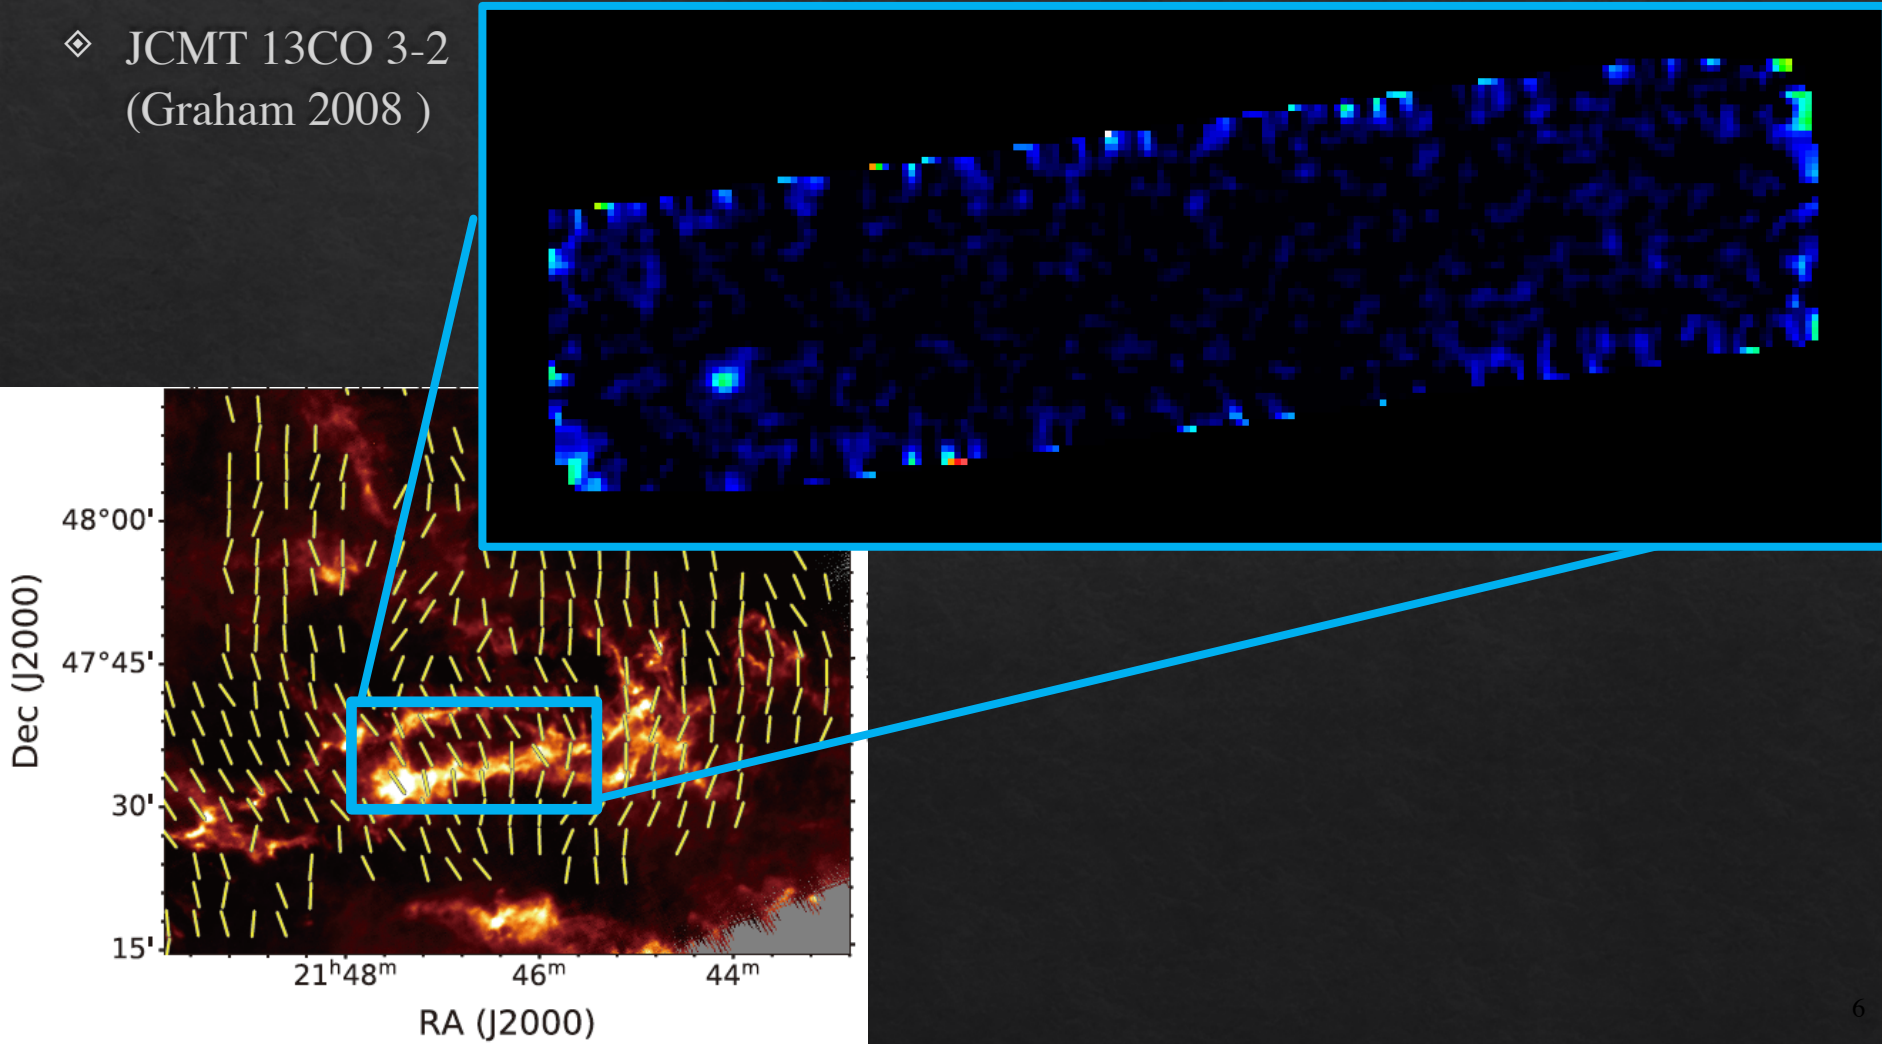 JCMT 13CO 3-2
(Graham 2008 )
48°00'
47°45'
30'
15'
Dec (J2000)
21ʰ48ᵐ
46ᵐ
44ᵐ
RA (J2000)
6